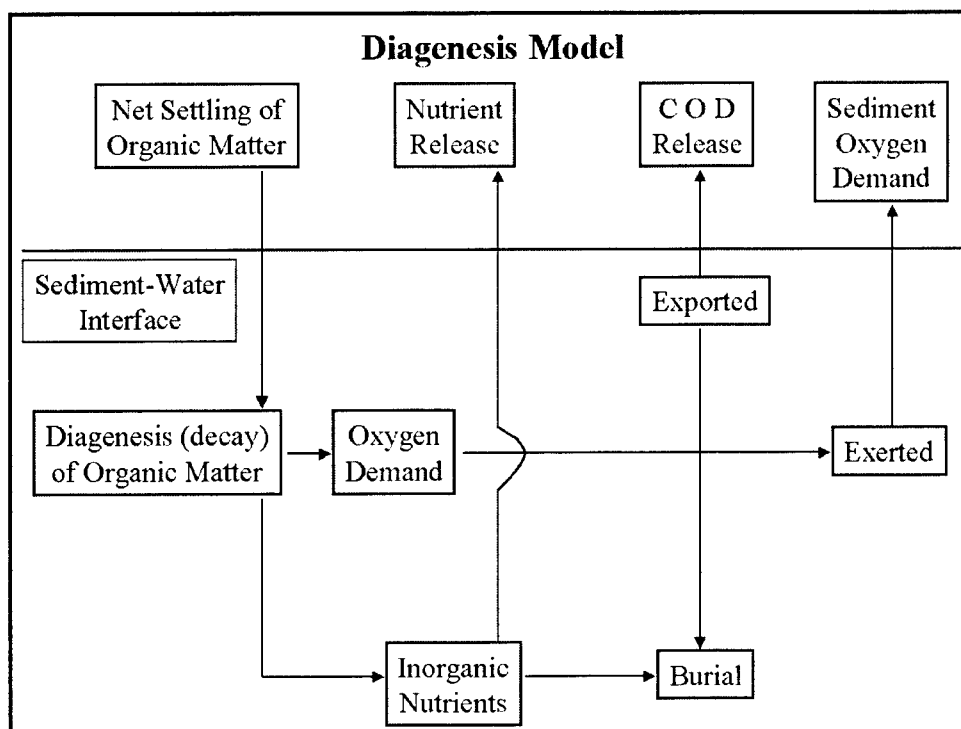 Diagenesis Model
Net Settling of
Organic Matter
Nutrient
Release
C O D
Release
Sediment
Oxygen
Demand
Sediment-Water
Interface
Exported
Diagenesis (decay)
of Organic Matter
Oxygen
Demand
Exerted
Inorganic
Nutrients
Burial